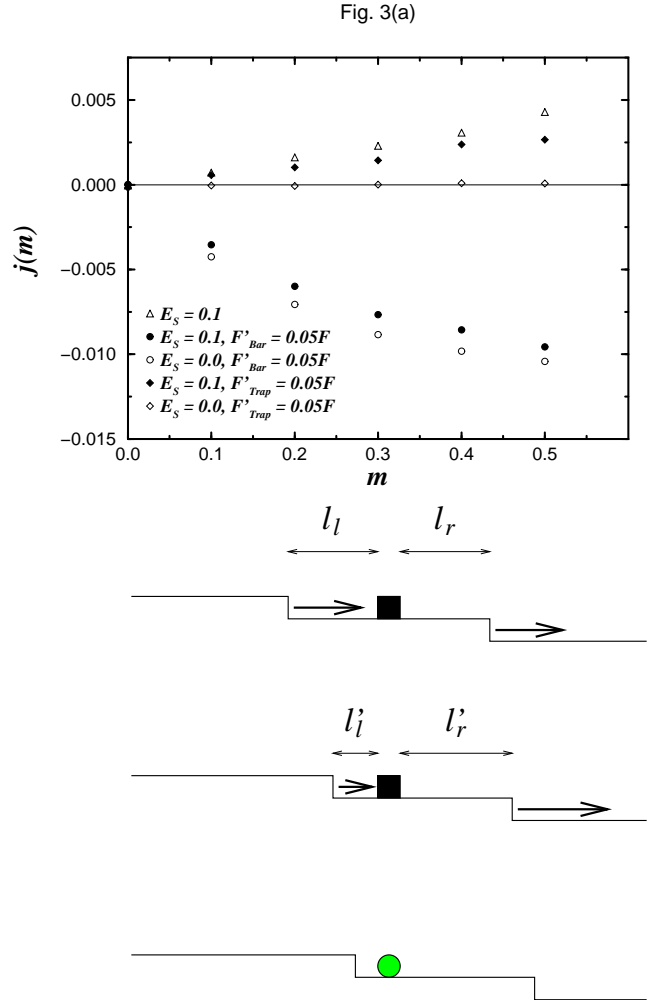 Fig. 3(a)
0.005
0.000
−0.005
−0.010
−0.015
j(m)
E_S = 0.1
E_S = 0.1, F'_Bar = 0.05F
E_S = 0.0, F'_Bar = 0.05F
E_S = 0.1, F'_Trap = 0.05F
E_S = 0.0, F'_Trap = 0.05F
0.0 0.1 0.2 0.3 0.4 0.5
m
l_l l_r
l'_l l'_r